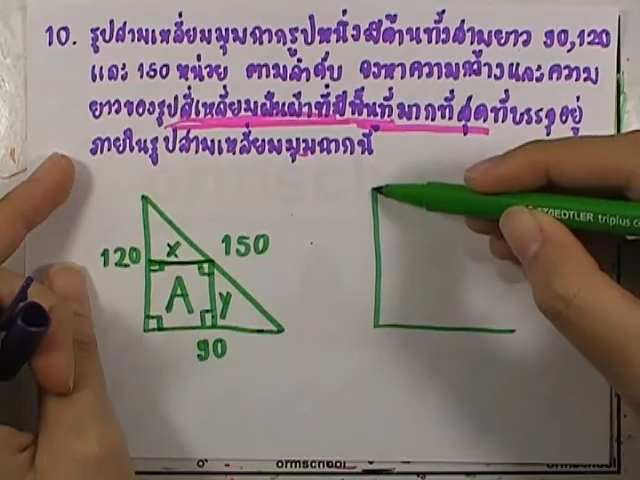 10. รูปสามเหลี่ยมมุมฉากรูปหนึ่งมีด้านทั้งสามยาว 90,120
และ 150 หน่วย ตามลำดับ จงหาความกว้างและความ
ยาวของรูปสี่เหลี่ยมผืนผ้าที่มีพื้นที่มากที่สุดที่บรรจุอยู่
ภายในรูปสามเหลี่ยมมุมฉากนี้
120
x
150
A
y
90
STAEDTLER triplus
ormschool
ormschool